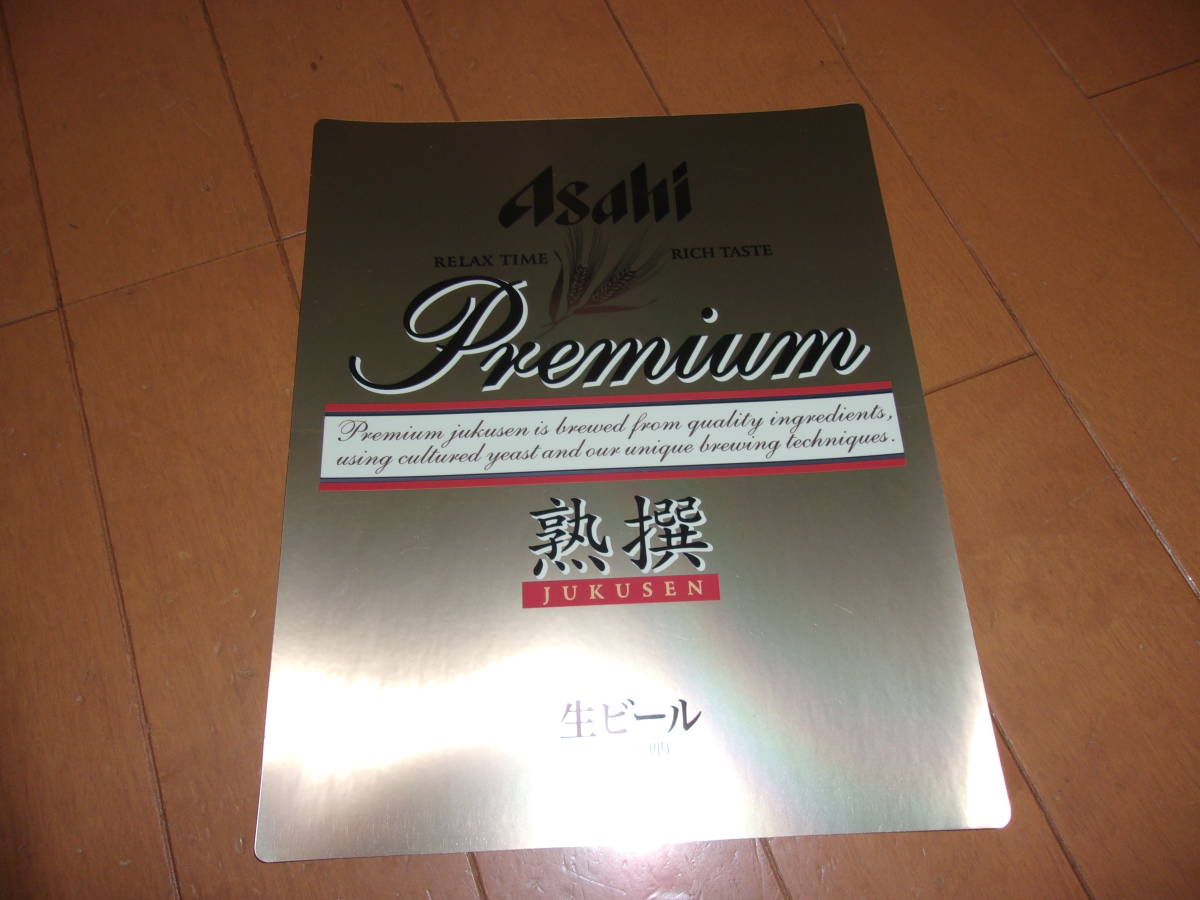 Asahi
RELAX TIME RICH TASTE
Premium
Premium jukusen is brewed from quality ingredients,
using cultured yeast and our unique brewing techniques.
熟撰
JUKUSEN
生ビール